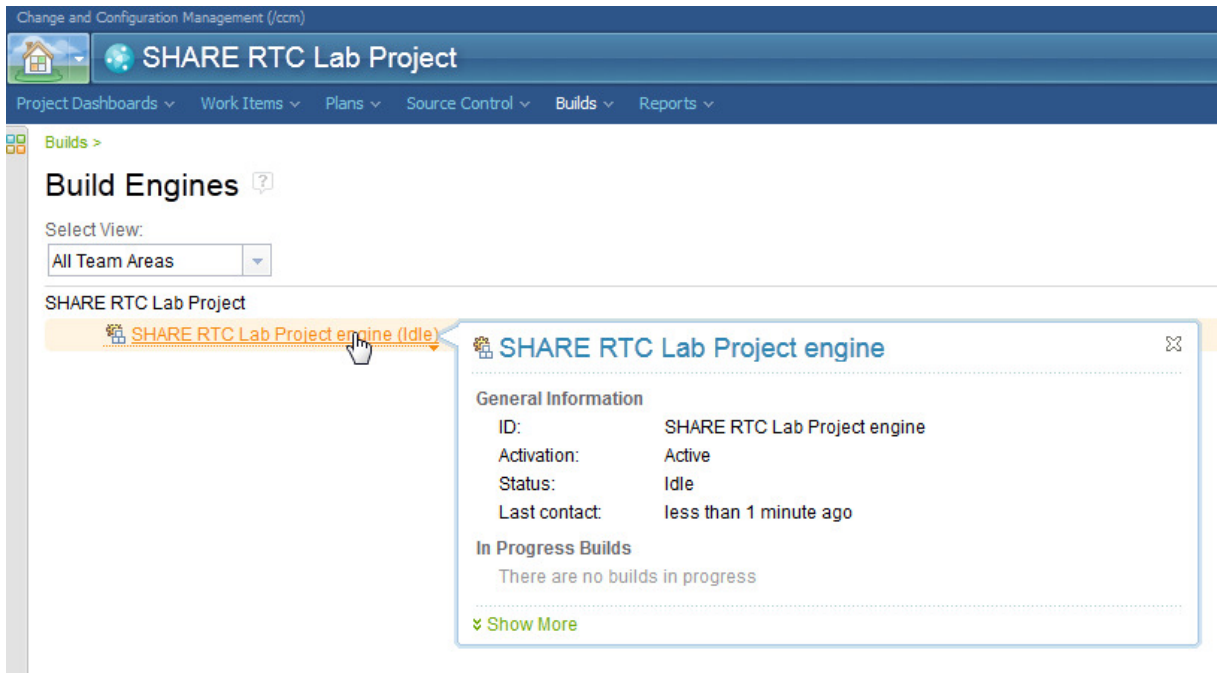 Change and Configuration Management (/ccm)
SHARE RTC Lab Project
Project Dashboards Work Items Plans Source Control Builds Reports
Builds >
Build Engines ?
Select View:
All Team Areas
SHARE RTC Lab Project
SHARE RTC Lab Project engine (Idle)
SHARE RTC Lab Project engine
General Information
ID: SHARE RTC Lab Project engine
Activation: Active
Status: Idle
Last contact: less than 1 minute ago
In Progress Builds
There are no builds in progress
Show More